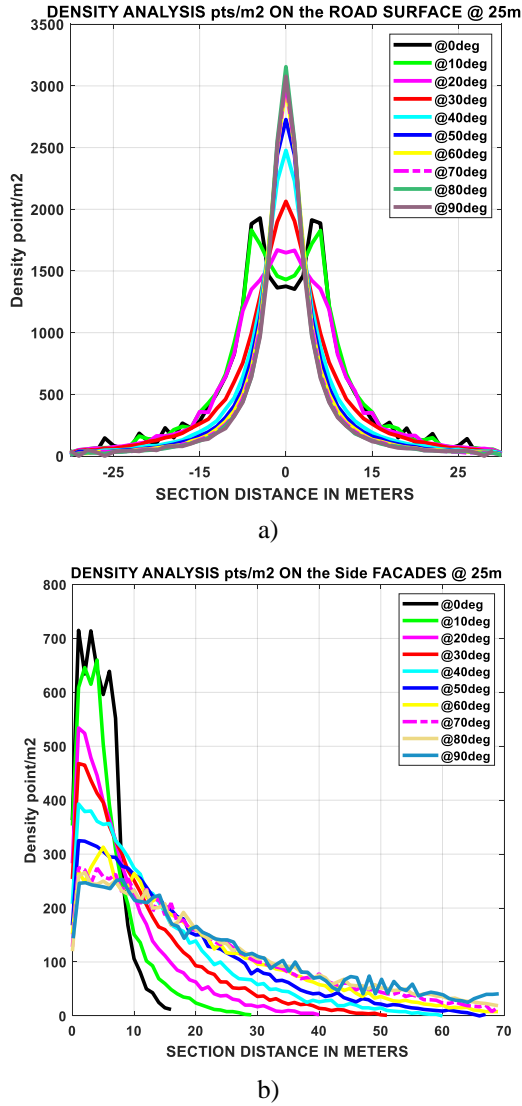 DENSITY ANALYSIS pts/m2 ON the ROAD SURFACE @ 25m
3500
3000
2500
2000
1500
1000
500
0
Density point/m2
@0deg
@10deg
@20deg
@30deg
@40deg
@50deg
@60deg
@70deg
@80deg
@90deg
-25
-15
0
15
25
SECTION DISTANCE IN METERS
a)
DENSITY ANALYSIS pts/m2 ON the Side FACADES @ 25m
800
700
600
500
400
300
200
100
0
Density point/m2
@0deg
@10deg
@20deg
@30deg
@40deg
@50deg
@60deg
@70deg
@80deg
@90deg
0
10
20
30
40
50
60
70
SECTION DISTANCE IN METERS
b)